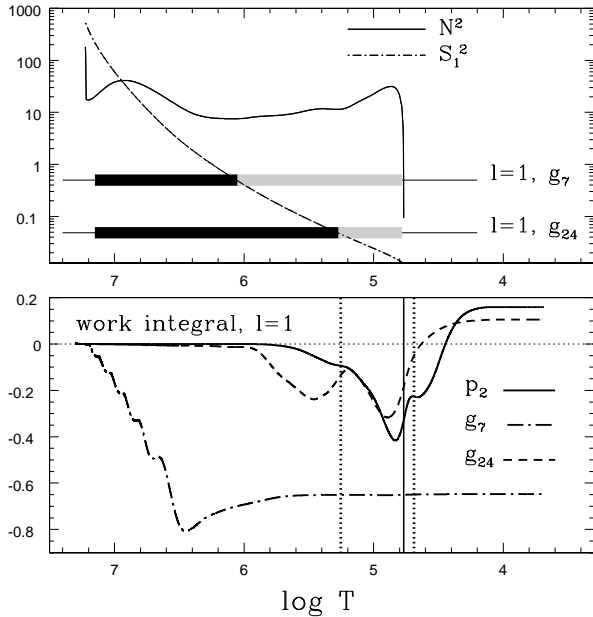 1000
100
10
1
0.1
N²
S₁²
l=1, g₇
l=1, g₂₄
7 6 5 4
0.2
0
-0.2
-0.4
-0.6
-0.8
work integral, l=1
p₂
g₇
g₂₄
7 6 5 4
log T